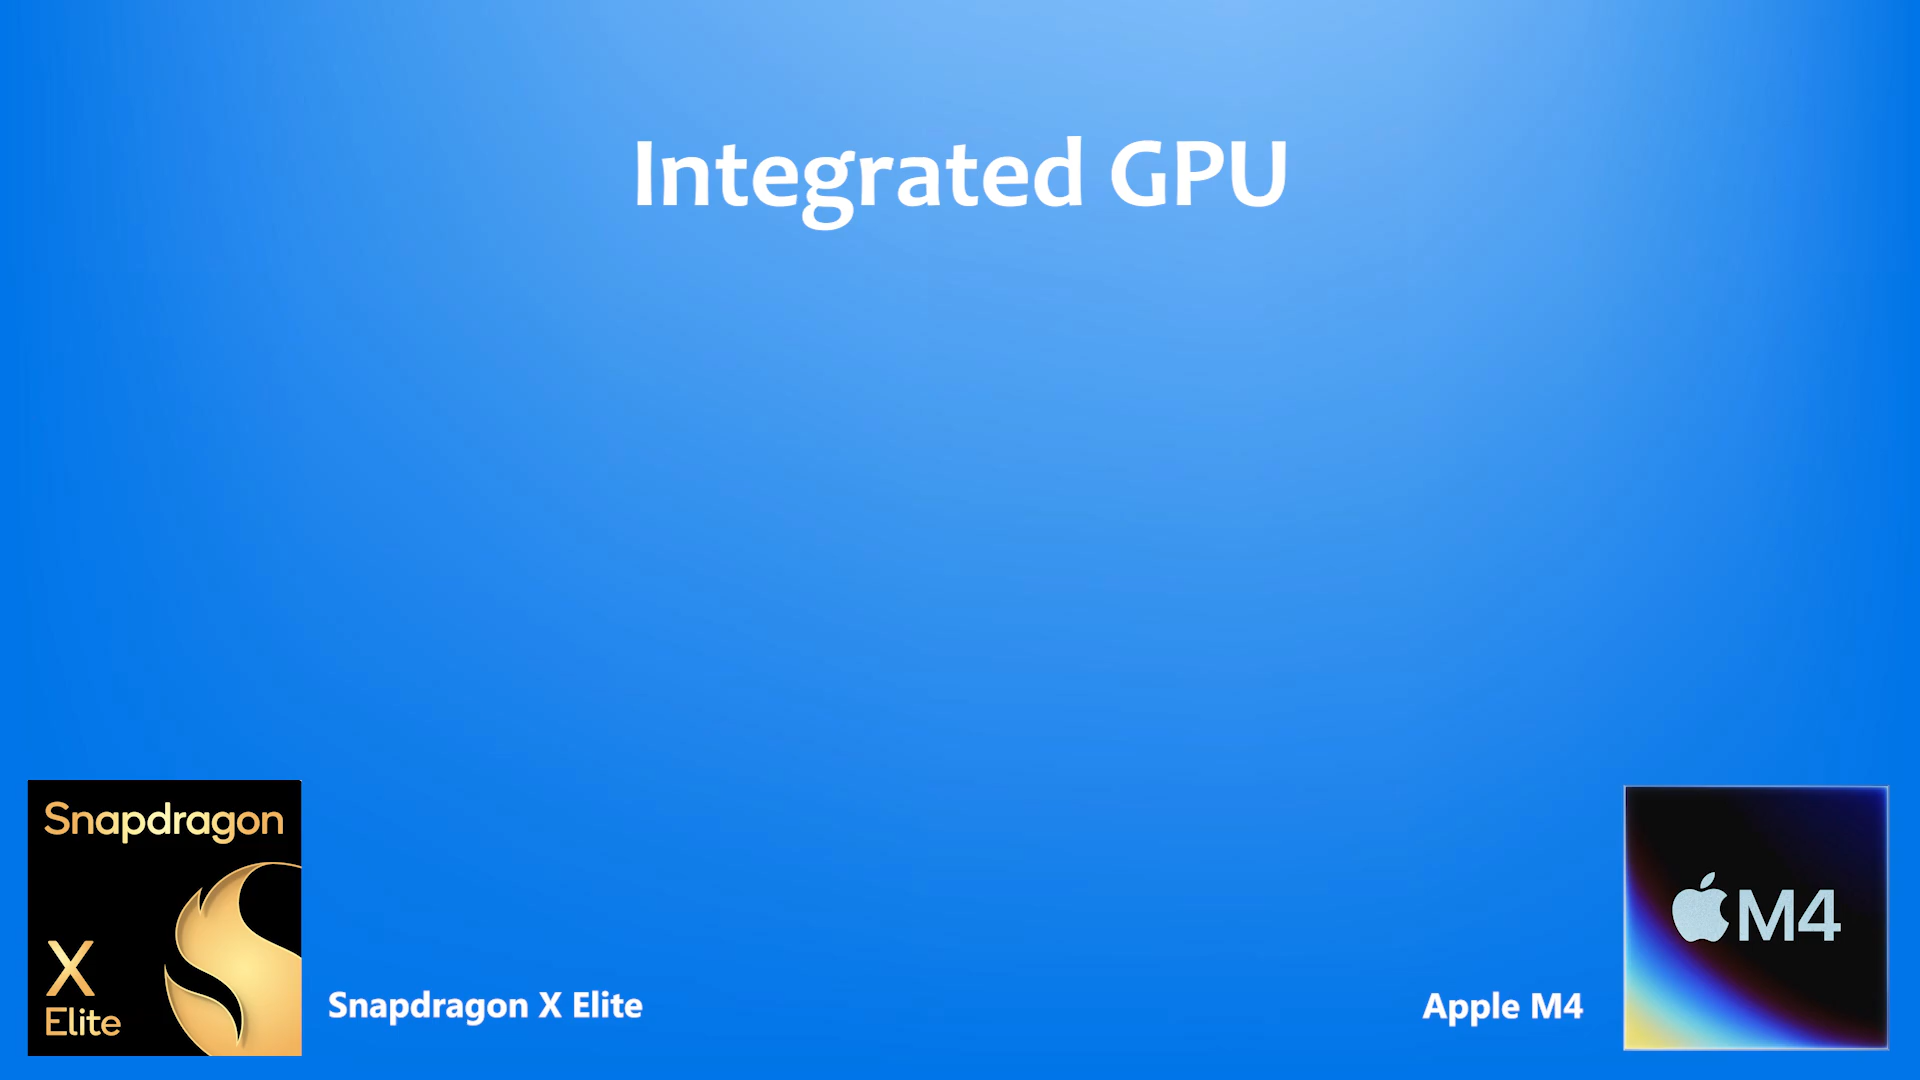 Integrated GPU
Snapdragon
X
Elite
Snapdragon X Elite
Apple M4
M4